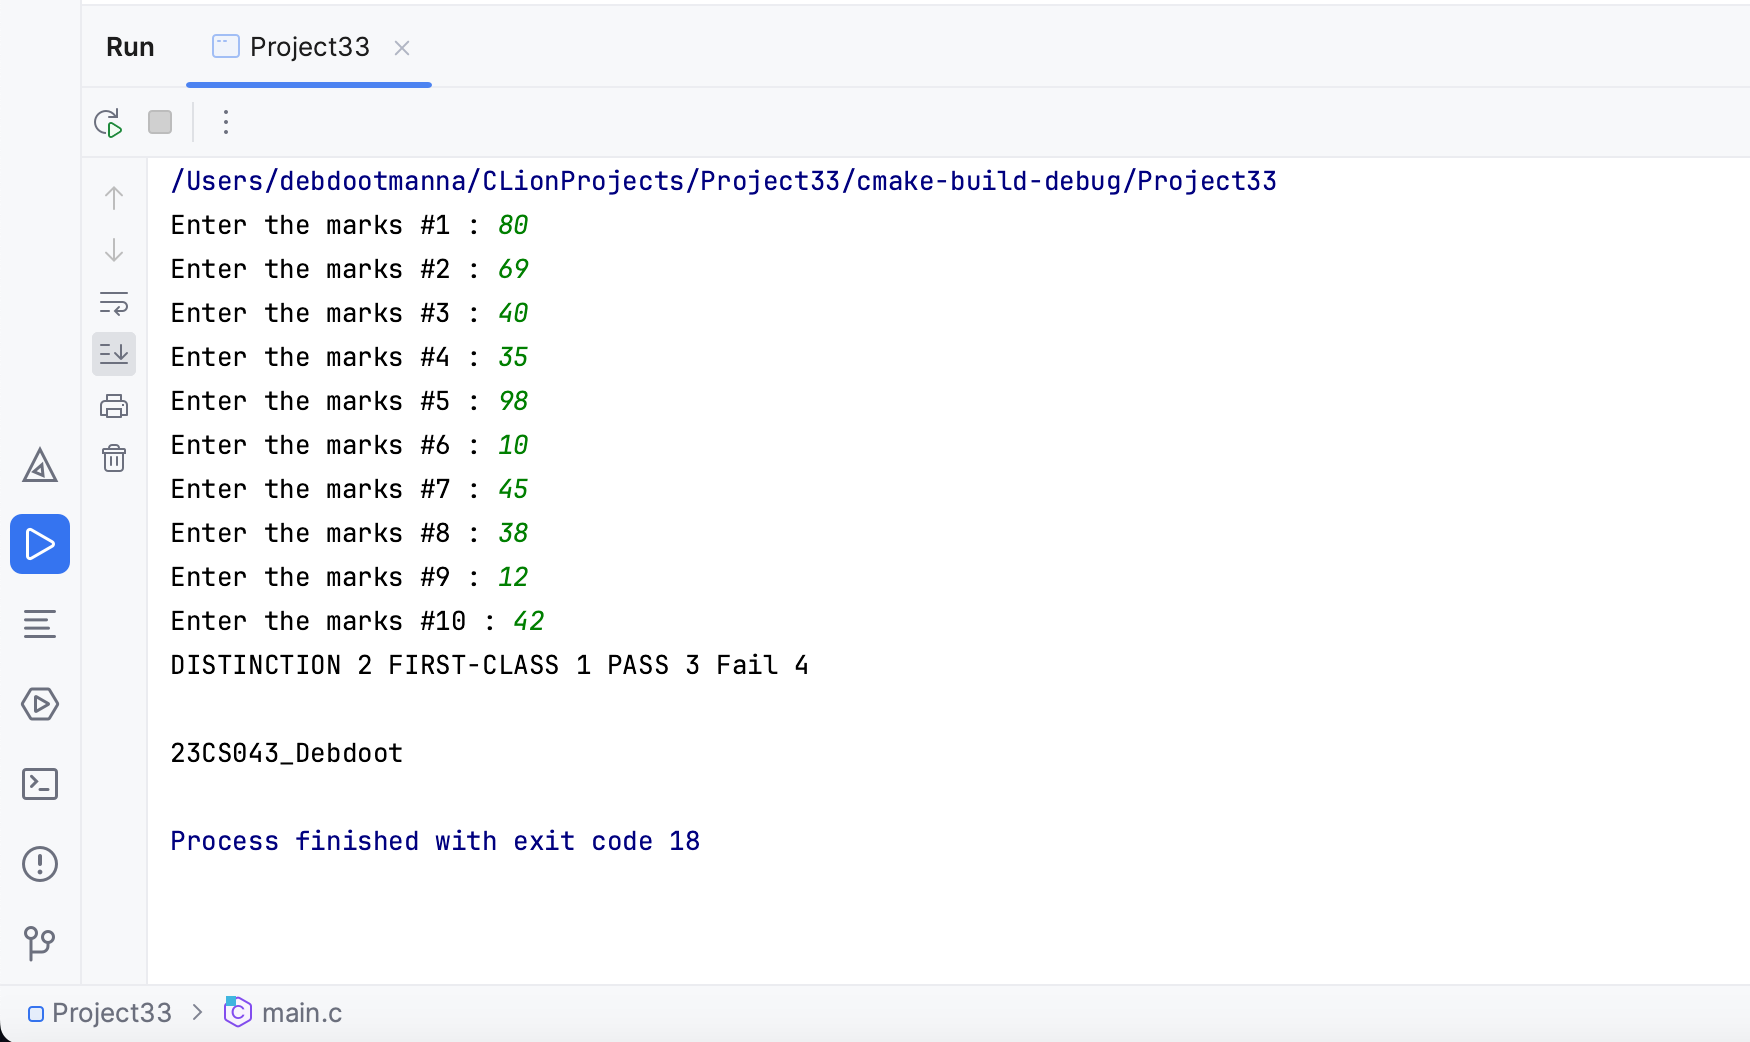 Run Project33
/Users/debdootmanna/CLionProjects/Project33/cmake-build-debug/Project33
Enter the marks #1 : 80
Enter the marks #2 : 69
Enter the marks #3 : 40
Enter the marks #4 : 35
Enter the marks #5 : 98
Enter the marks #6 : 10
Enter the marks #7 : 45
Enter the marks #8 : 38
Enter the marks #9 : 12
Enter the marks #10 : 42
DISTINCTION 2 FIRST-CLASS 1 PASS 3 Fail 4
23CS043_Debdoot
Process finished with exit code 18
Project33 > main.c